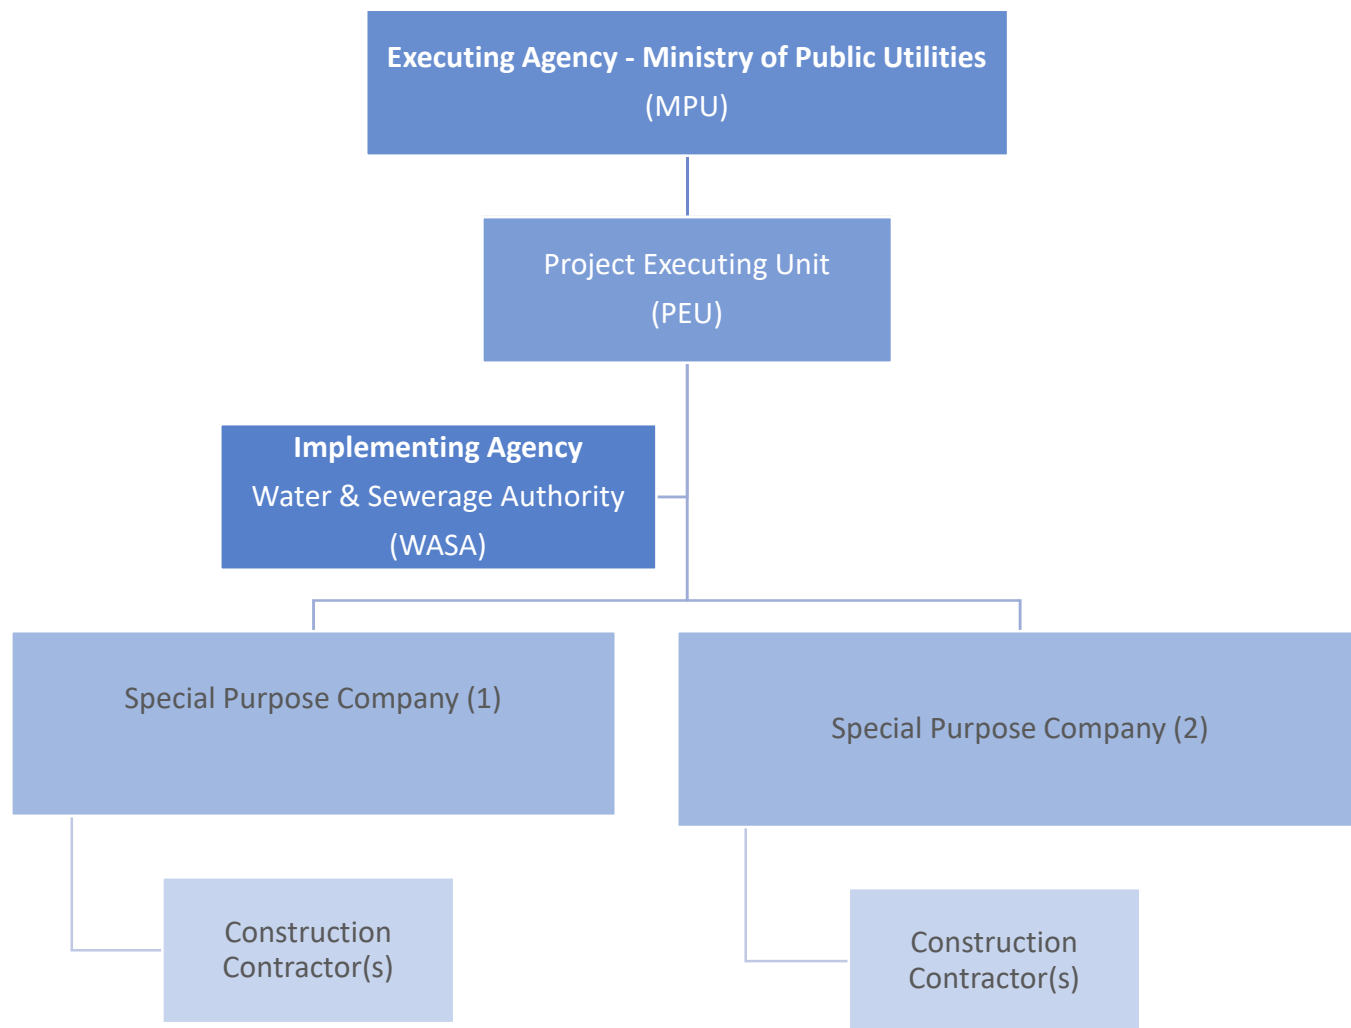 Executing Agency - Ministry of Public Utilities
(MPU)
Project Executing Unit
(PEU)
Implementing Agency
Water & Sewerage Authority
(WASA)
Special Purpose Company (1)
Special Purpose Company (2)
Construction
Contractor(s)
Construction
Contractor(s)